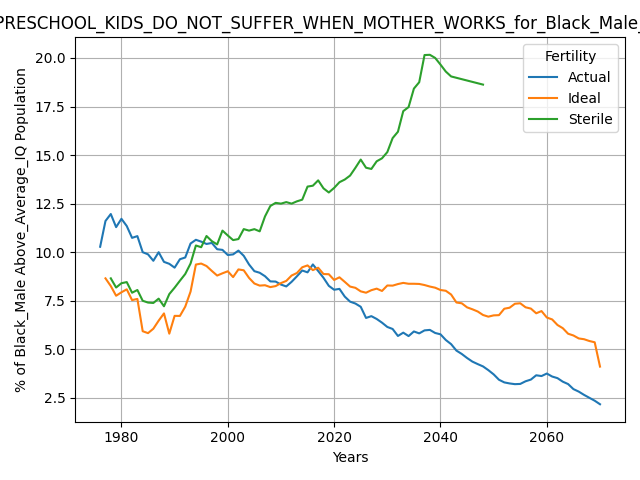 PRESCHOOL_KIDS_DO_NOT_SUFFER_WHEN_MOTHER_WORKS_for_Black_Male_
Fertility
Actual
Ideal
Sterile
% of Black_Male Above_Average_IQ Population
20.0
17.5
15.0
12.5
10.0
7.5
5.0
2.5
1980 2000 2020 2040 2060
Years